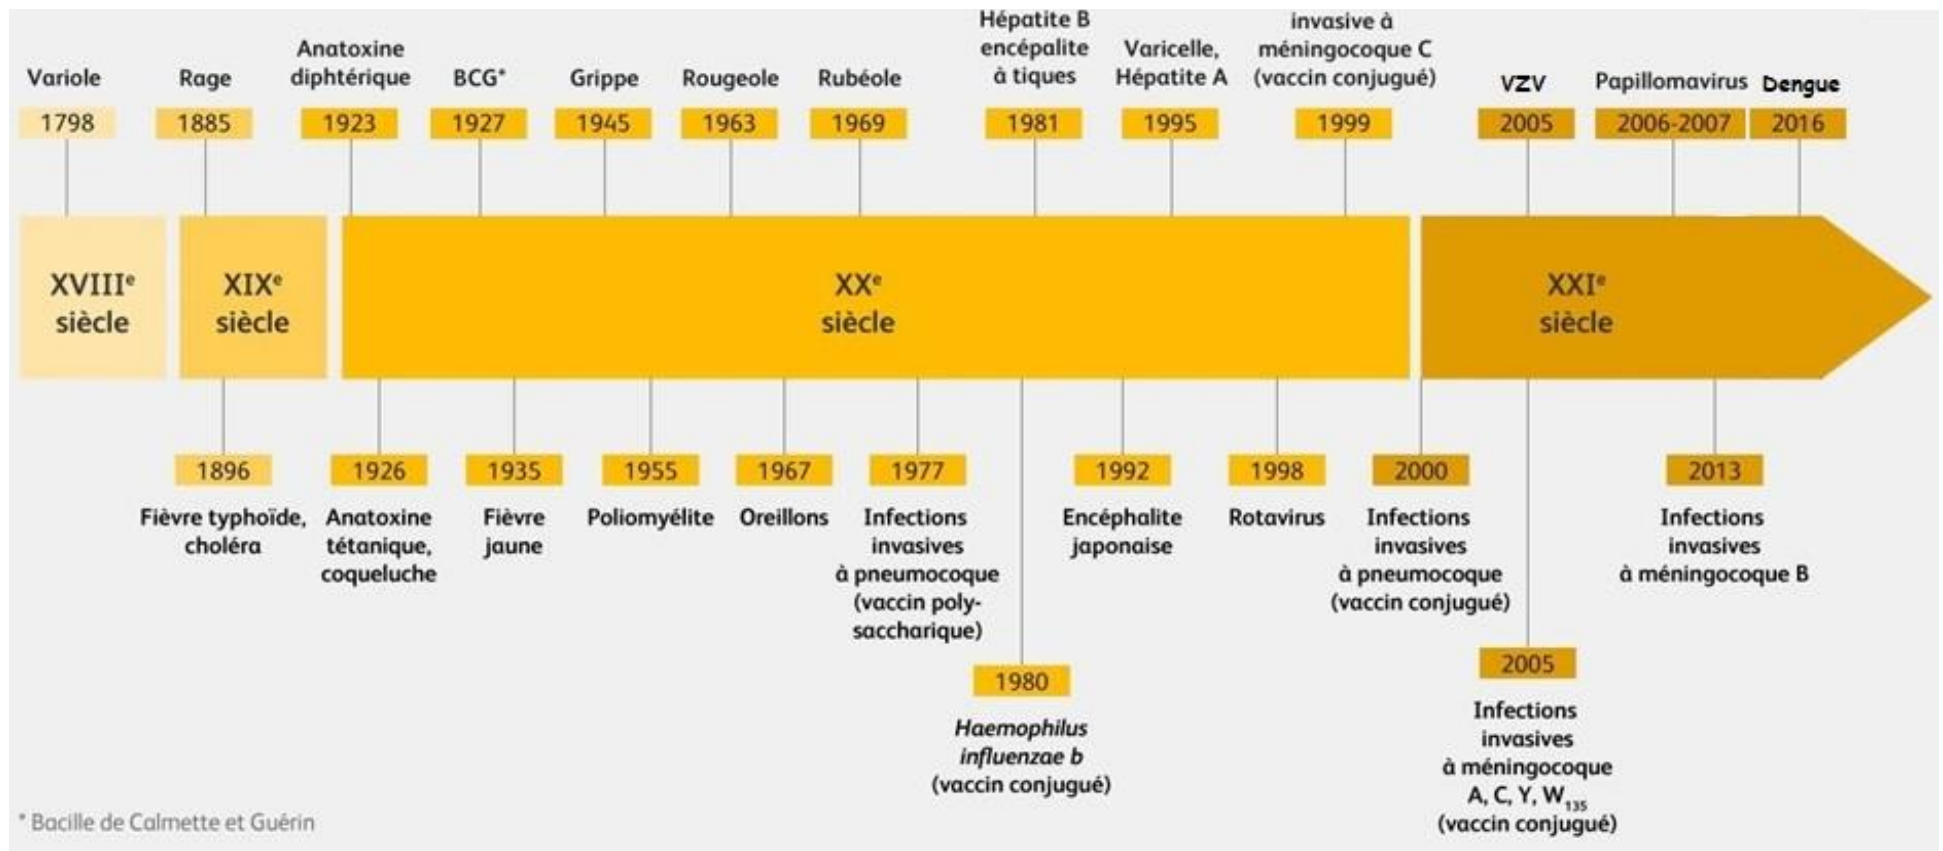 Variole
1798
Rage
1885
Anatoxine
diphtérique
1923
BCG*
1927
Grippe
1945
Rougeole
1963
Rubéole
1969
Hépatite B
encépalite
à tiques
1981
Varicelle,
Hépatite A
1995
invasive à
méningocoque C
(vaccin conjugué)
1999
VZV
2005
Papillomavirus
2006-2007
Dengue
2016
XVIIIe
siècle
XIXe
siècle
XXe
siècle
XXIe
siècle
1896
Fièvre typhoïde,
choléra
1926
Anatoxine
tétanique,
coqueluche
1935
Fièvre
jaune
1955
Poliomyélite
1967
Oreillons
1977
Infections
invasives
à pneumocoque
(vaccin poly-
saccharique)
1980
Haemophilus
influenzae b
(vaccin conjugué)
1992
Encéphalite
japonaise
1998
Rotavirus
2000
Infections
invasives
à pneumocoque
(vaccin conjugué)
2005
Infections
invasives
à méningocoque
A, C, Y, W135
(vaccin conjugué)
2013
Infections
invasives
à méningocoque B
* Bacille de Calmette et Guérin